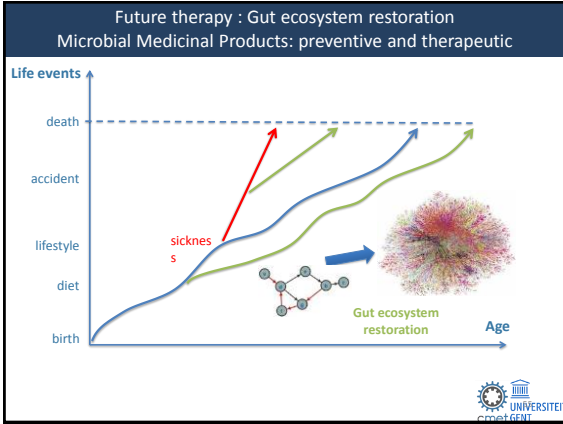 Future therapy : Gut ecosystem restoration
Microbial Medicinal Products: preventive and therapeutic
Life events
death
accident
lifestyle
sicknes
s
diet
Gut ecosystem
restoration
Age
birth
cmet
UNIVERSITEIT
GENT